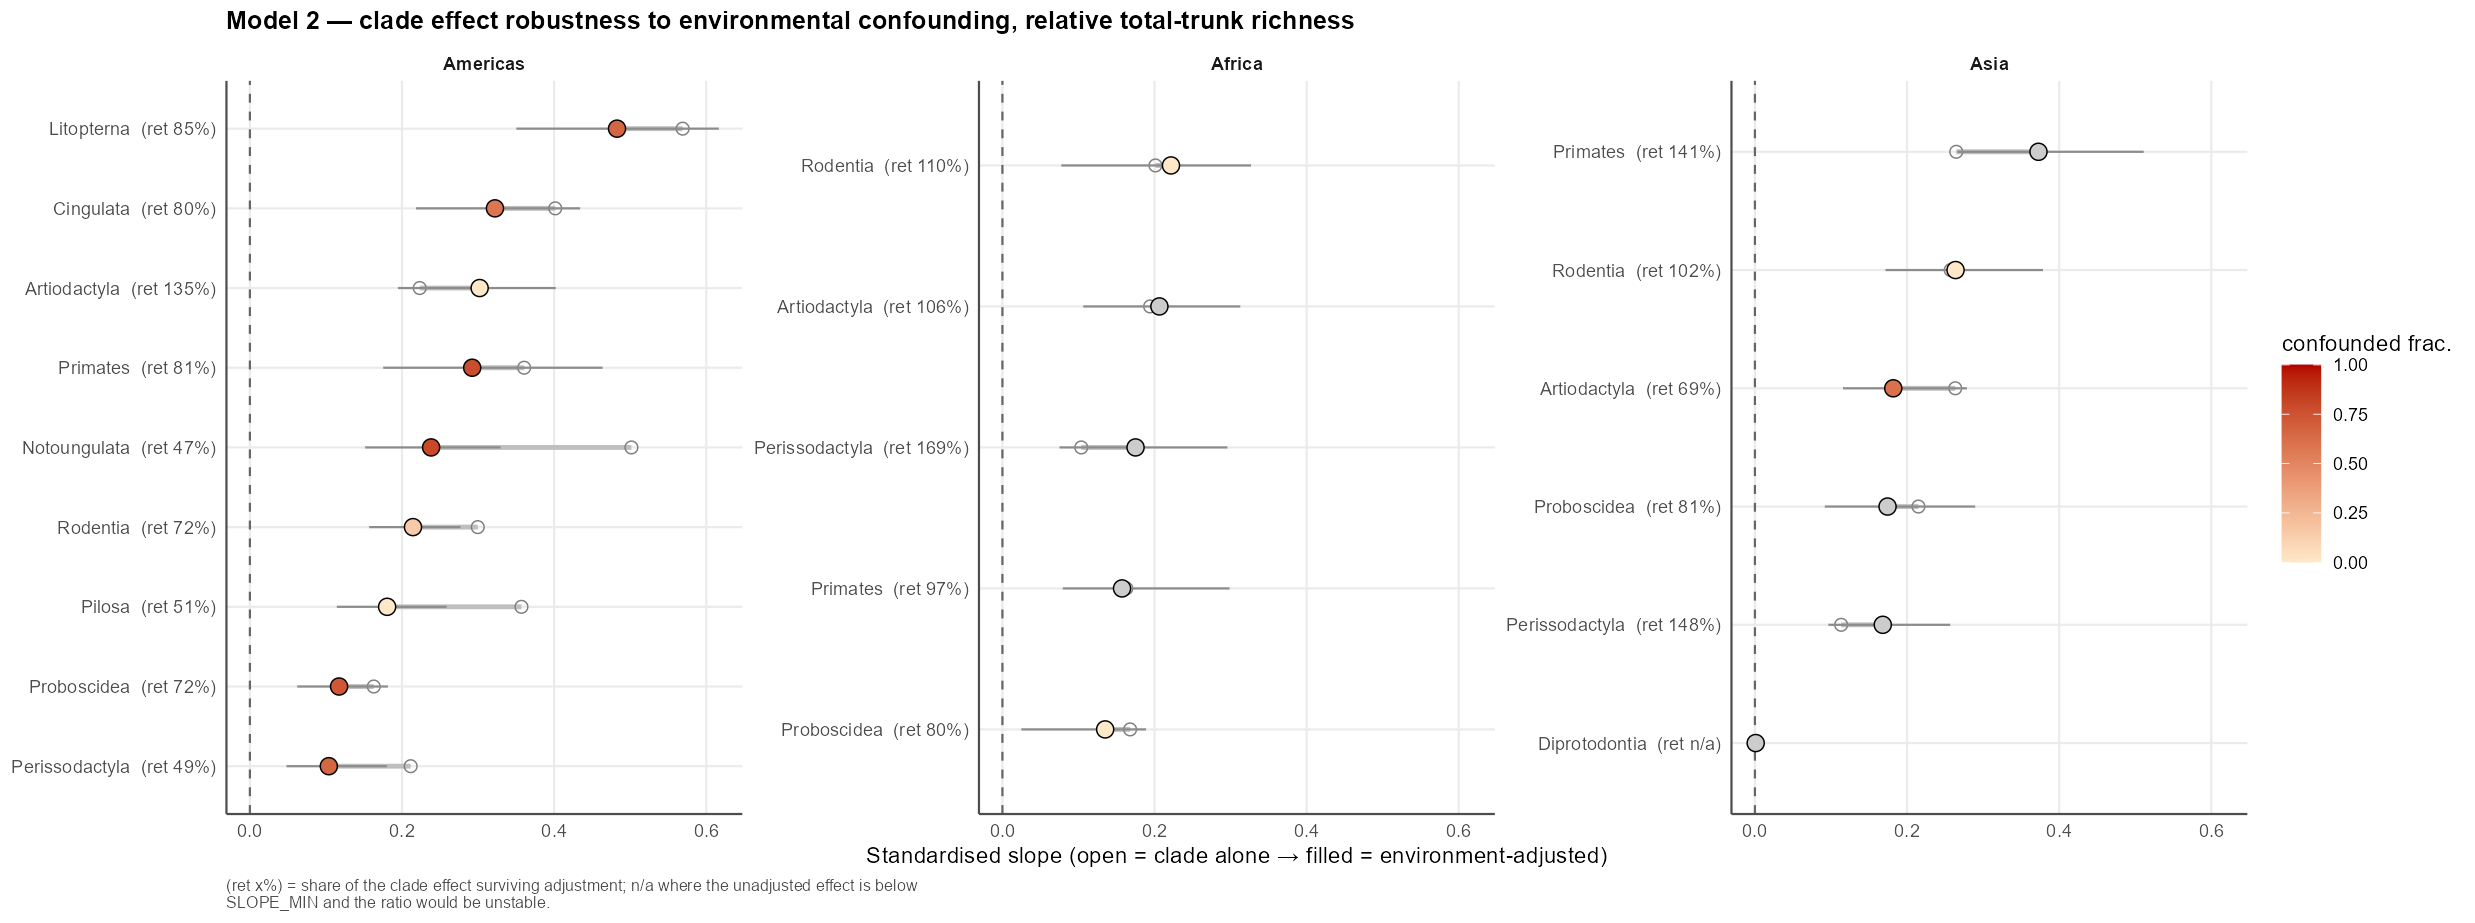 Model 2 — clade effect robustness to environmental confounding, relative total-trunk richness
Americas
Litopterna (ret 85%)
Cingulata (ret 80%)
Artiodactyla (ret 135%)
Primates (ret 81%)
Notoungulata (ret 47%)
Rodentia (ret 72%)
Pilosa (ret 51%)
Proboscidea (ret 72%)
Perissodactyla (ret 49%)
0.0 0.2 0.4 0.6
Africa
Rodentia (ret 110%)
Artiodactyla (ret 106%)
Perissodactyla (ret 169%)
Primates (ret 97%)
Proboscidea (ret 80%)
0.0 0.2 0.4 0.6
Asia
Primates (ret 141%)
Rodentia (ret 102%)
Artiodactyla (ret 69%)
Proboscidea (ret 81%)
Perissodactyla (ret 148%)
Diprotodontia (ret n/a)
0.0 0.2 0.4 0.6
confounded frac.
1.00
0.75
0.50
0.25
0.00
Standardised slope (open = clade alone → filled = environment-adjusted)
(ret x%) = share of the clade effect surviving adjustment; n/a where the unadjusted effect is below
SLOPE_MIN and the ratio would be unstable.